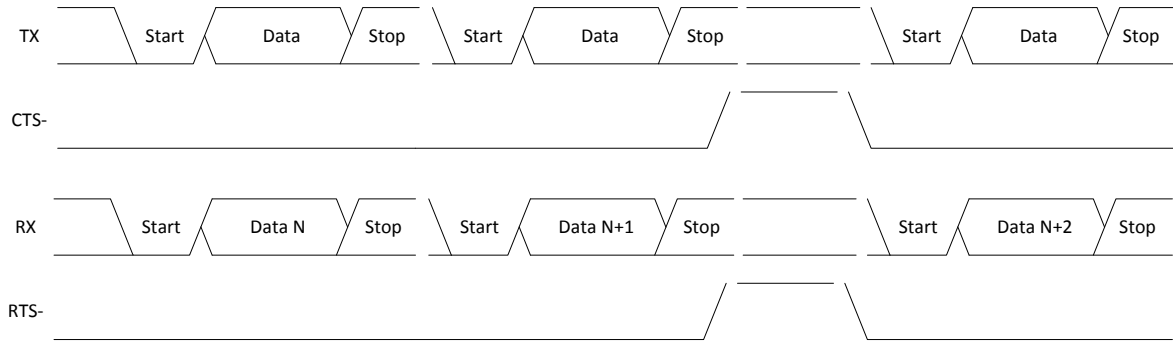 TX Start Data Stop Start Data Stop Start Data Stop
CTS-
RX Start Data N Stop Start Data N+1 Stop Start Data N+2 Stop
RTS-